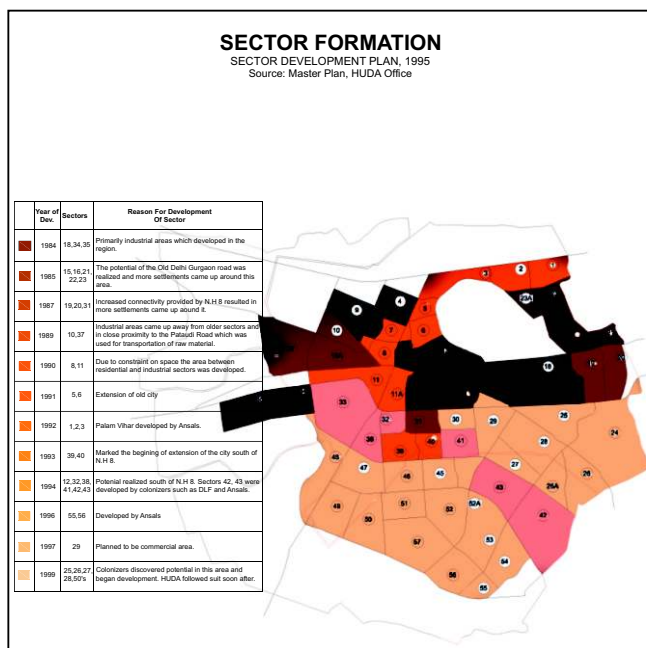 SECTOR FORMATION
SECTOR DEVELOPMENT PLAN, 1995
Source: Master Plan, HUDA Office
Year of Dev. Sectors Reason For Development Of Sector
1984 18,34,35 Primarily industrial areas which developed in the
region.
1985 15,16,21, 22,23 The potential of the Old Delhi Gurgaon road was
realized and more settlements came up around this
area.
1987 19,20,31 Increased connectivity provided by N.H 8 resulted in
more settlements came up aound it.
1989 10,37 Industrial areas came up away from older sectors and
in close proximity to the Pataudi Road which was
used for transportation of raw material.
1990 8,11 Due to constraint on space the area between
residential and industrial sectors was developed.
1991 5,6 Extension of old city
1992 1,2,3 Palam Vihar developed by Ansals.
1993 39,40 Marked the begining of extension of the city south of
N.H 8.
1994 12,32,38, 41,42,43 Potenial realized south of N.H 8. Sectors 42, 43 were
developed by colonizers such as DLF and Ansals.
1996 55,56 Developed by Ansals
1997 29 Planned to be commercial area.
1999 25,26,27, 28,50's Colonizers discovered potential in this area and
began development. HUDA followed suit soon after.
1
2
3
23A
4
9
5
10
7
6
8
18
11
11A
33
32
30
29
25
24
38
39
40
41
28
45
47
46
45
27
26
43
26A
49
50
51
52
52A
42
57
53
54
56
55